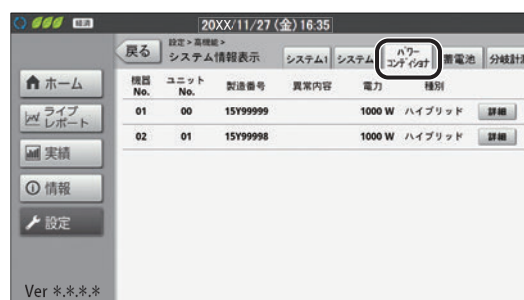 経済
20XX/11/27 (金) 16:35
戻る
設定 > 高機能 >
システム情報表示
システム1
システム
パワー
コンディショナ
蓄電池
分岐計
ホーム
ライブ
レポート
実績
情報
設定
Ver *.*.*.*
機器 No.
ユニット No.
製造番号
異常内容
電力
種別
01 00 15Y99999 1000 W ハイブリッド 詳細
02 01 15Y99998 1000 W ハイブリッド 詳細